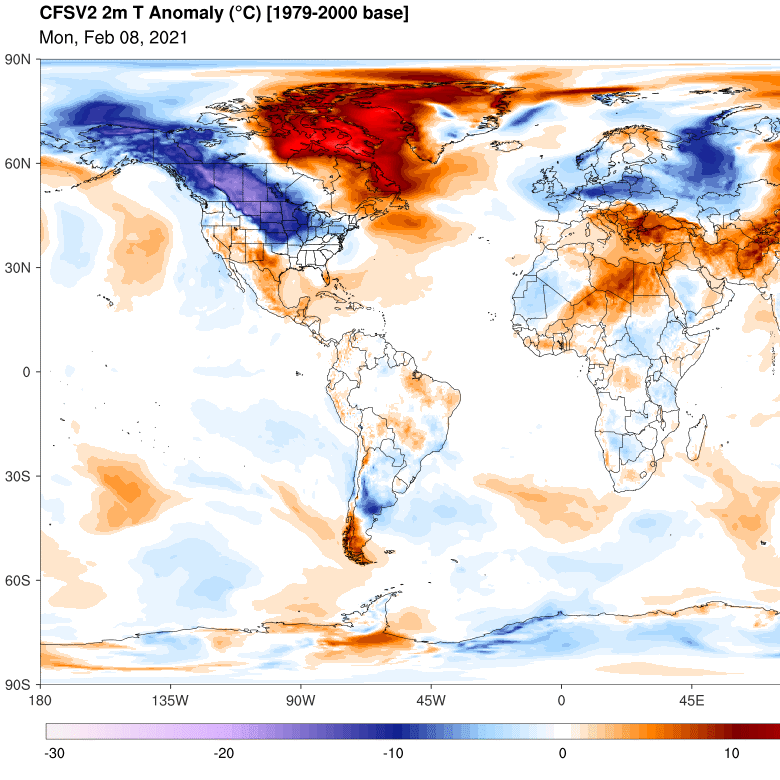 CFSV2 2m T Anomaly (°C) [1979-2000 base]
Mon, Feb 08, 2021
90N
60N
30N
0
30S
60S
90S
180 135W 90W 45W 0 45E
-30 -20 -10 0 10